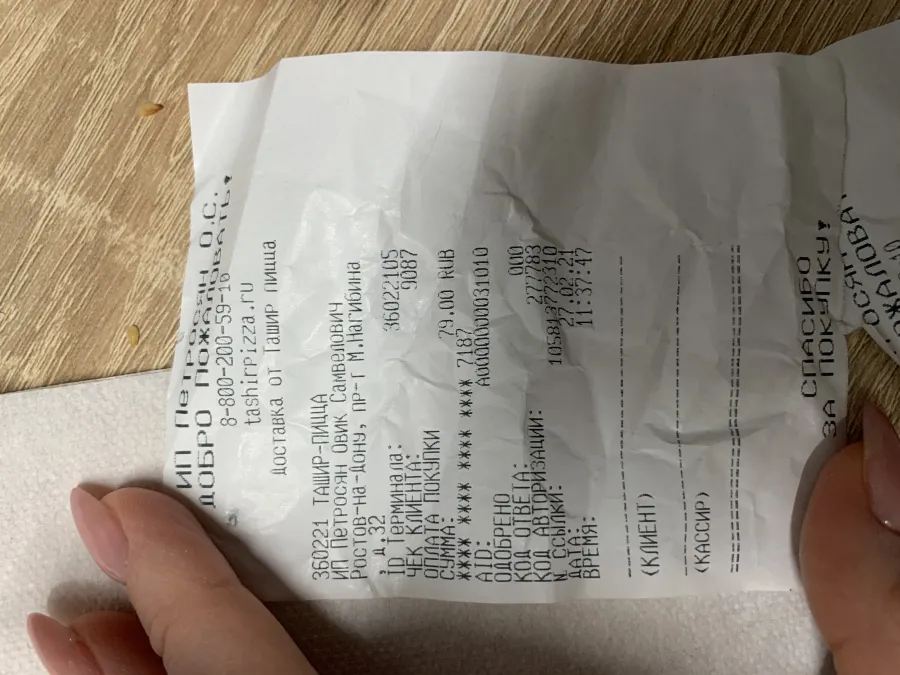 ИП Петросян О.С.
ДОБРО ПОЖАЛОВАТЬ!
8-800-200-59-10
tashirpizza.ru
доставка от Ташир пицца
360221 ТАШИР-ПИЦЦА
ИП Петросян Овик Самвелович
Ростов-на-Дону, пр-т М.Нагибина
, д.32
ID Терминала: 36022105
ЧЕК КЛИЕНТА: 9087
ОПЛАТА ПОКУПКИ
СУММА: 79.00 RUB
**** **** **** **** 7187
AID: A0000000031010
ОДОБРЕНО
КОД ОТВЕТА: 000
КОД АВТОРИЗАЦИИ: 277783
N ССЫЛКИ: 105813772310
ДАТА: 27.02.21
ВРЕМЯ: 11:37:47
(КЛИЕНТ)
(КАССИР)
СПАСИБО
ЗА ПОКУПКУ!